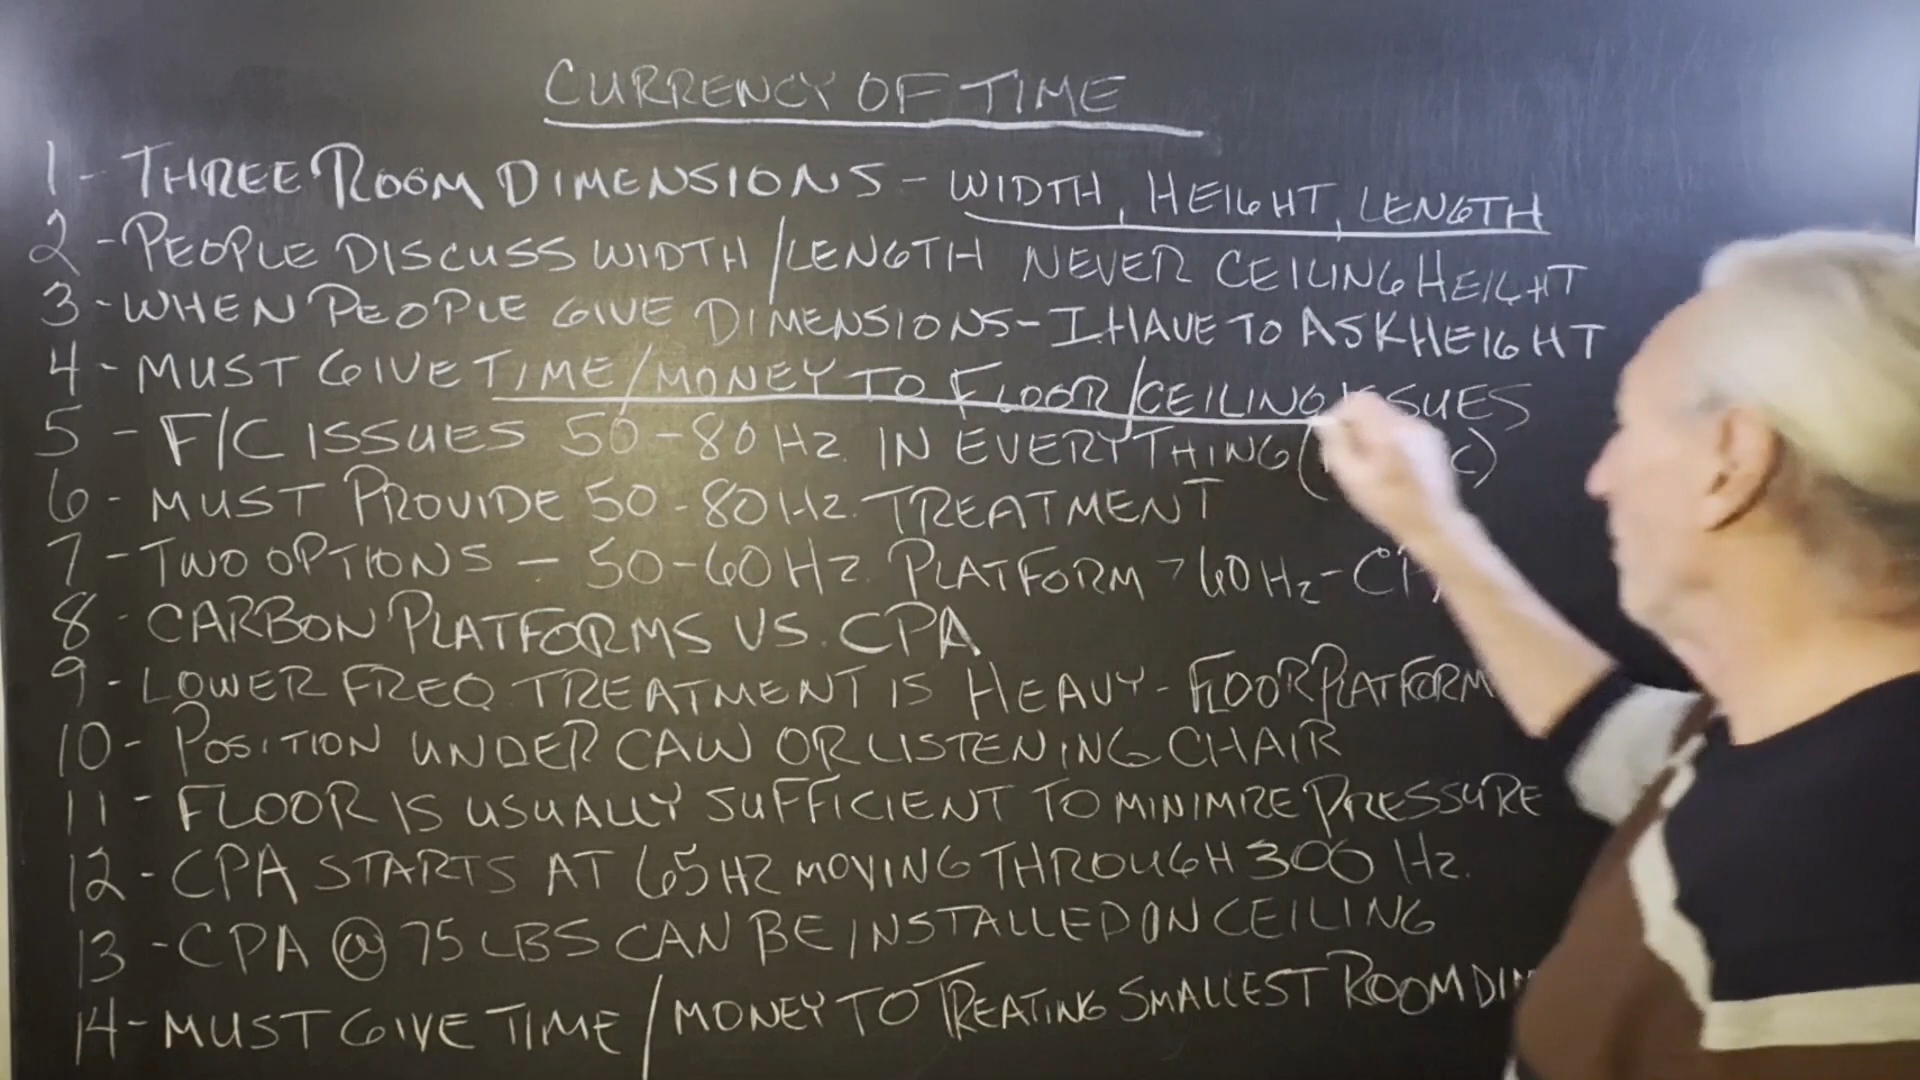 CURRENCY OF TIME
1 - THREE ROOM DIMENSIONS - WIDTH, HEIGHT, LENGTH
2 - PEOPLE DISCUSS WIDTH/LENGTH NEVER CEILING HEIGHT
3 - WHEN PEOPLE GIVE DIMENSIONS - I HAVE TO ASK HEIGHT
4 - MUST GIVE TIME/MONEY TO FLOOR/CEILING ISSUES
5 - F/C ISSUES 50-80 HZ. IN EVERYTHING
6 - MUST PROVIDE 50-80 HZ. TREATMENT
7 - TWO OPTIONS - 50-60 HZ. PLATFORM > 60 HZ -
8 - CARBON PLATFORMS VS. CPA
9 - LOWER FREQ TREATMENT IS HEAVY - FLOOR PLATFORM
10 - POSITION UNDER CAW OR LISTENING CHAIR
11 - FLOOR IS USUALLY SUFFICIENT TO MINIMIZE PRESSURE
12 - CPA STARTS AT 65 HZ MOVING THROUGH 300 HZ.
13 - CPA @ 75 LBS CAN BE INSTALLED ON CEILING
14 - MUST GIVE TIME/MONEY TO TREATING SMALLEST ROOM